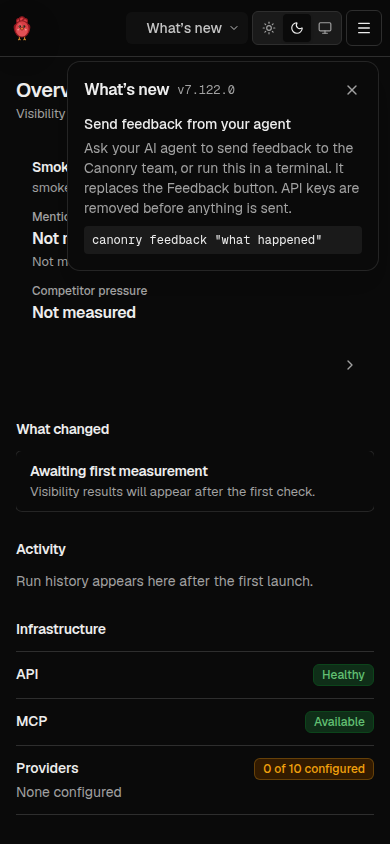 What's new
What's new v7.122.0
Send feedback from your agent
Ask your AI agent to send feedback to the
Canonry team, or run this in a terminal. It
replaces the Feedback button. API keys are
removed before anything is sent.
canonry feedback "what happened"
Overv
Visibility
Smok
smoke
Mentic
Not m
Not m
Competitor pressure
Not measured
What changed
Awaiting first measurement
Visibility results will appear after the first check.
Activity
Run history appears here after the first launch.
Infrastructure
API Healthy
MCP Available
Providers 0 of 10 configured
None configured